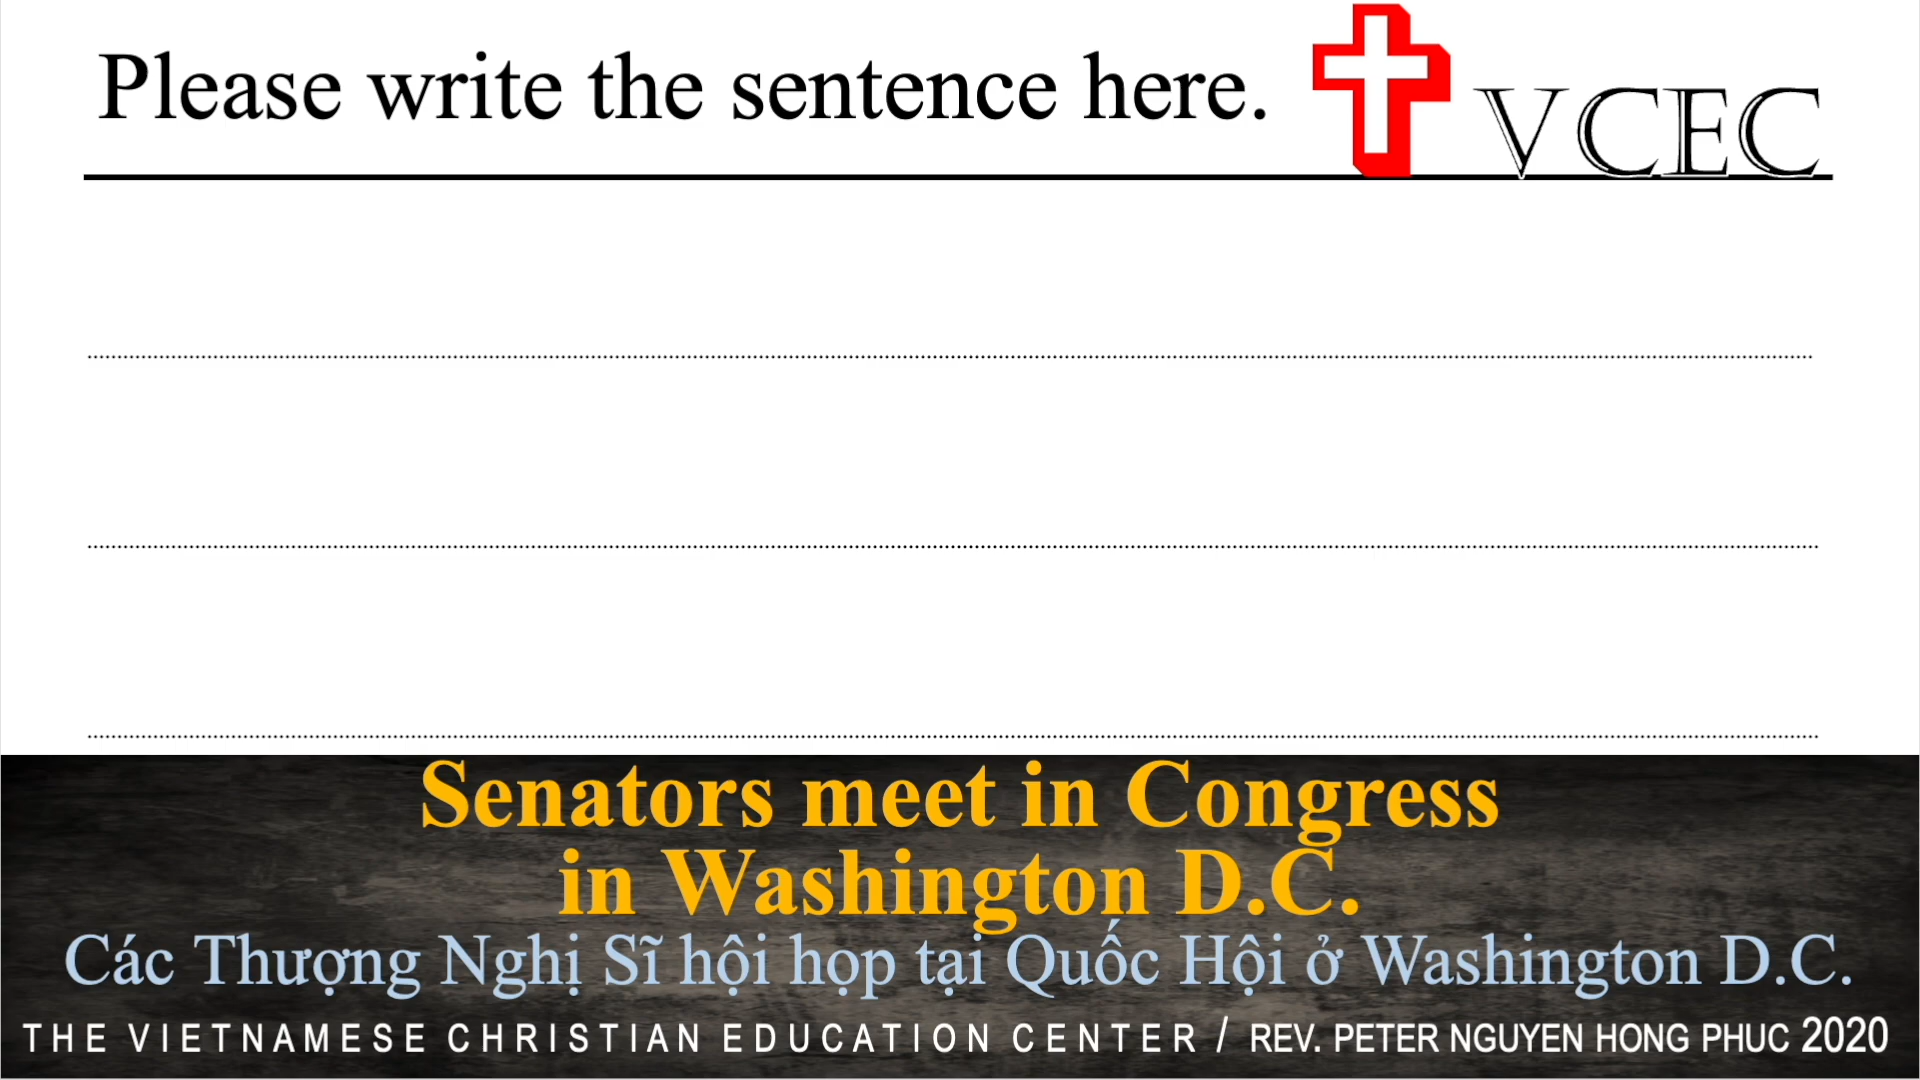 Please write the sentence here.
VCEC
Senators meet in Congress
in Washington D.C.
Các Thượng Nghị Sĩ hội họp tại Quốc Hội ở Washington D.C.
THE VIETNAMESE CHRISTIAN EDUCATION CENTER / REV. PETER NGUYEN HONG PHUC 2020